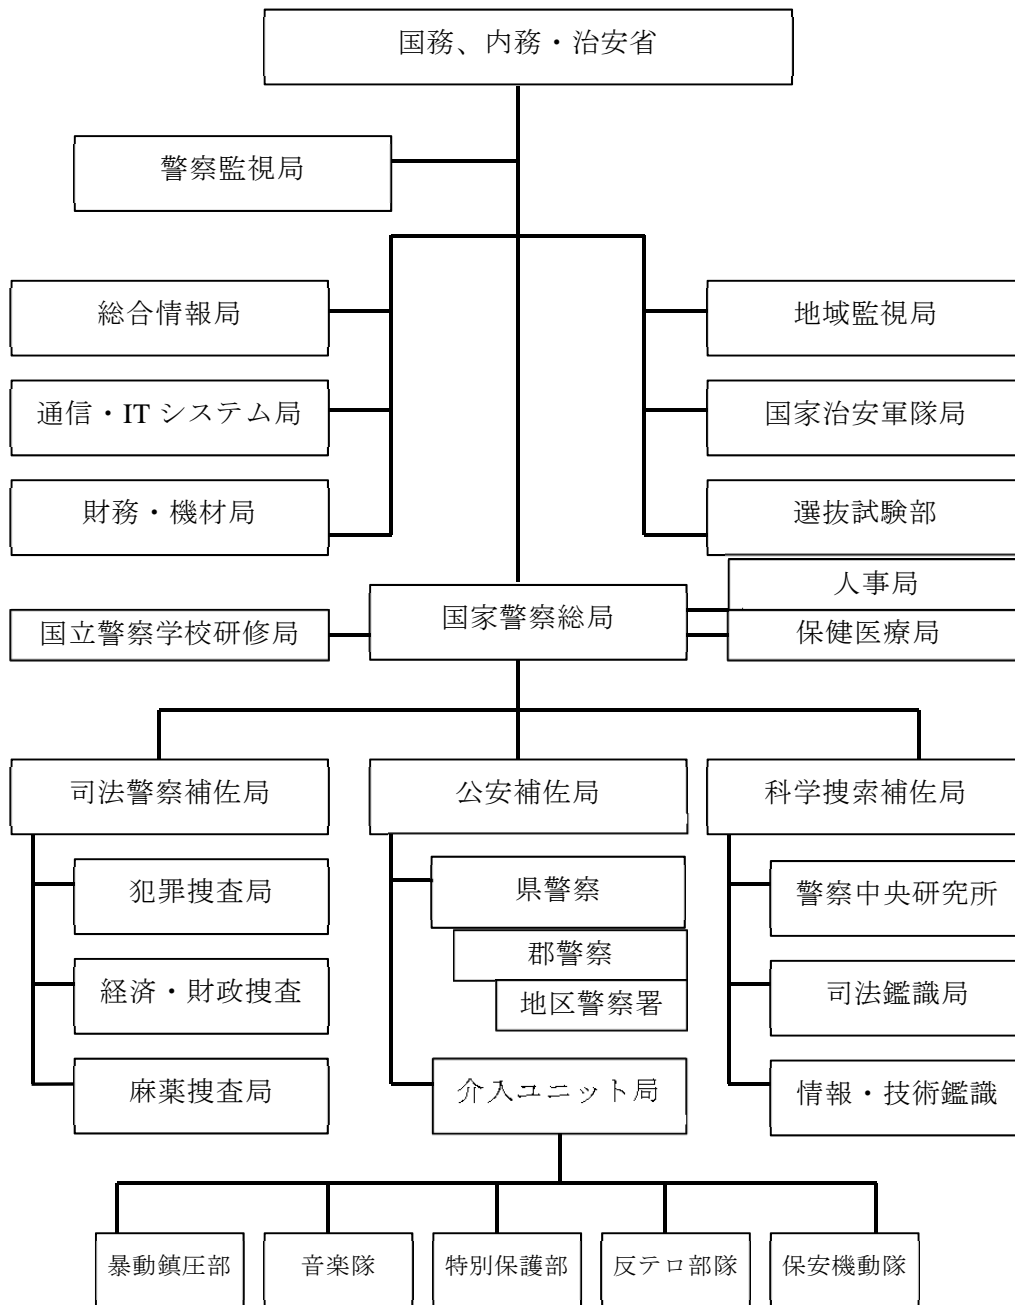 国務、内務・治安省
警察監視局
総合情報局
地域監視局
通信・IT システム局
国家治安軍隊局
財務・機材局
選抜試験部
人事局
国家警察総局
国立警察学校研修局
保健医療局
司法警察補佐局
公安補佐局
科学捜索補佐局
犯罪捜査局
県警察
警察中央研究所
郡警察
経済・財政捜査
地区警察署
司法鑑識局
麻薬捜査局
介入ユニット局
情報・技術鑑識
暴動鎮圧部
音楽隊
特別保護部
反テロ部隊
保安機動隊